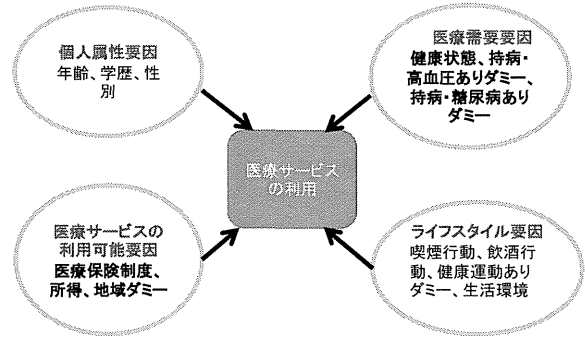 個人属性要因
年齢、学歴、性
別
医療需要要因
健康状態、持病・
高血圧ありダミー、
持病・糖尿病あり
ダミー
医療サービス
の利用
医療サービスの
利用可能要因
医療保険制度、
所得、地域ダミー
ライフスタイル要因
喫煙行動、飲酒行
動、健康運動あり
ダミー、生活環境